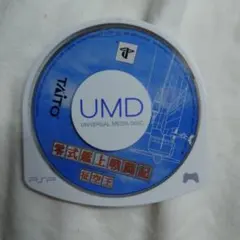 TAITO
UMD
UNIVERSAL MEDIA DISC
零式艦上戦闘記
PSP